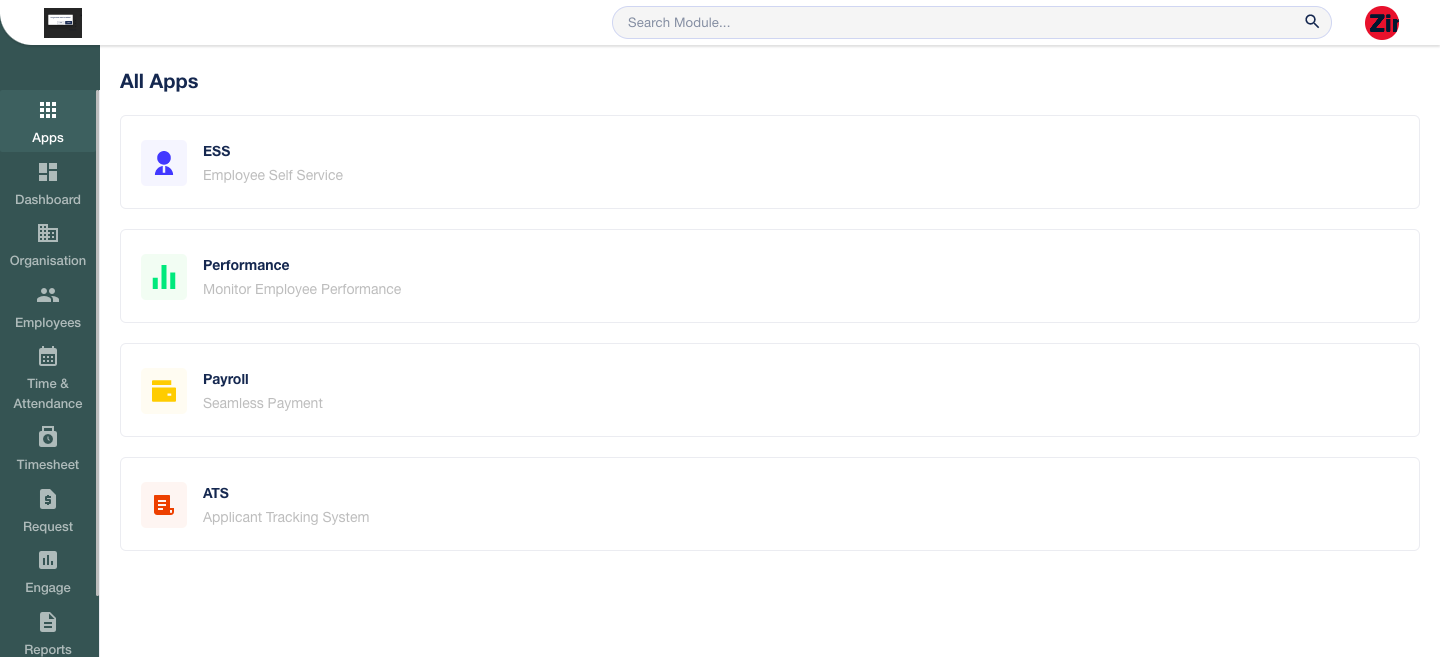 Search Module...
Zir
All Apps
Apps
Dashboard
Organisation
Employees
Time &
Attendance
Timesheet
Request
Engage
Reports
ESS
Employee Self Service
Performance
Monitor Employee Performance
Payroll
Seamless Payment
ATS
Applicant Tracking System